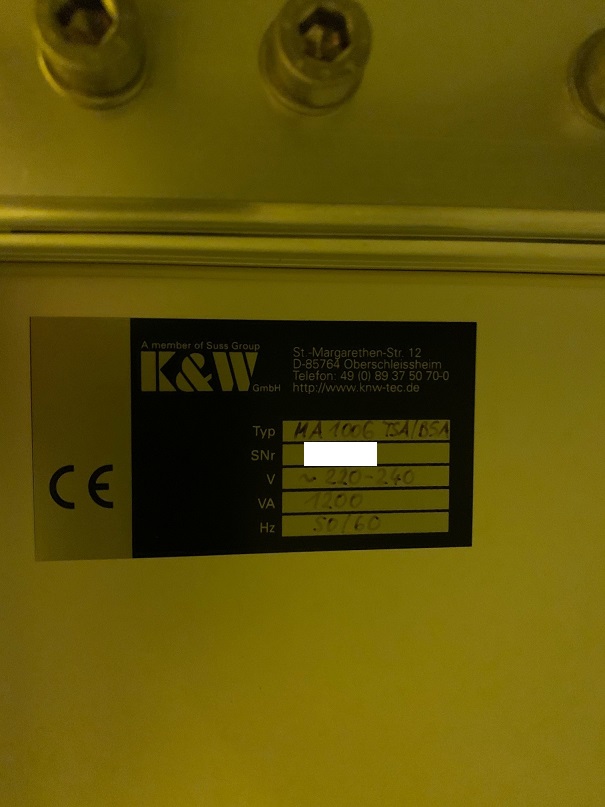 A member of Suss Group
K&W GmbH
St.-Margarethen-Str. 12
D-85764 Oberschleissheim
Telefon: 49 (0) 89 37 50 70-0
http://www.knw-tec.de
Typ MA 1006 TSA/BSA
SNr
V ~ 220-240
VA 1200
Hz 50/60
CE